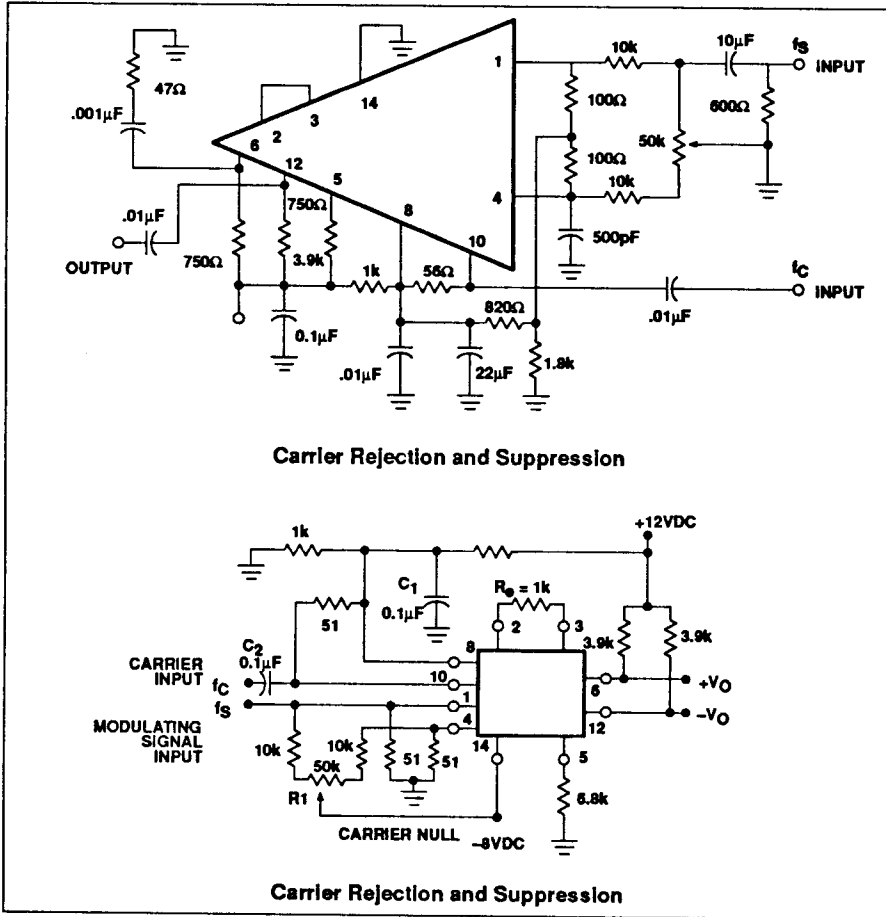 1
10k
10µF
fS
INPUT
47Ω
.001µF
14
3
2
6
12
5
8
10
4
100Ω
100Ω
50k
600Ω
10k
500pF
.01µF
OUTPUT
750Ω
750Ω
3.9k
1k
56Ω
820Ω
fC
INPUT
.01µF
0.1µF
.01µF
22µF
1.8k
Carrier Rejection and Suppression
+12VDC
1k
C1
0.1µF
Re = 1k
51
2
3
3.9k
3.9k
C2
0.1µF
CARRIER
INPUT
fC
8
10
6
+VO
fS
1
MODULATING
SIGNAL
INPUT
4
12
–VO
10k
10k
50k
51
51
14
5
R1
6.8k
CARRIER NULL
–8VDC
Carrier Rejection and Suppression